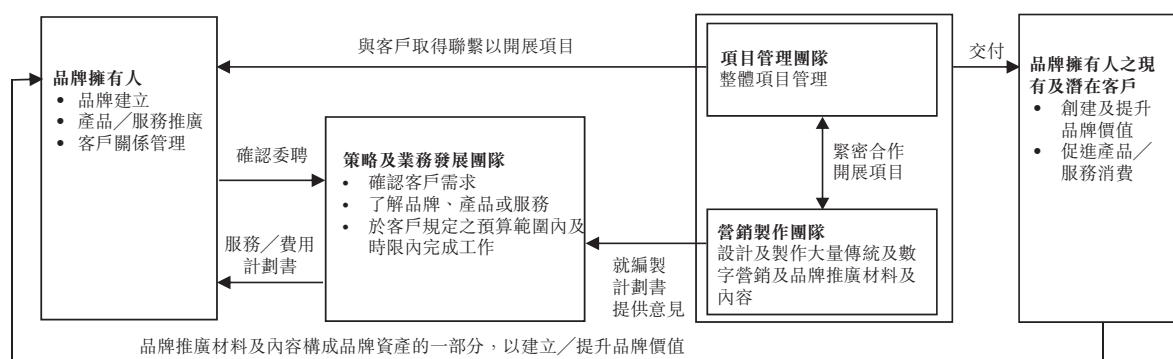 與客戶取得聯繫以開展項目
品牌擁有人
• 品牌建立
• 產品／服務推廣
• 客戶關係管理
確認委聘
服務／費用
計劃書
策略及業務發展團隊
• 確認客戶需求
• 了解品牌、產品或服務
• 於客戶規定之預算範圍內及
時限內完成工作
就編製
計劃書
提供意見
項目管理團隊
整體項目管理
緊密合作
開展項目
營銷製作團隊
設計及製作大量傳統及數
字營銷及品牌推廣材料及
內容
交付
品牌擁有人之現
有及潛在客戶
• 創建及提升
品牌價值
• 促進產品／
服務消費
品牌推廣材料及內容構成品牌資產的一部分，以建立／提升品牌價值